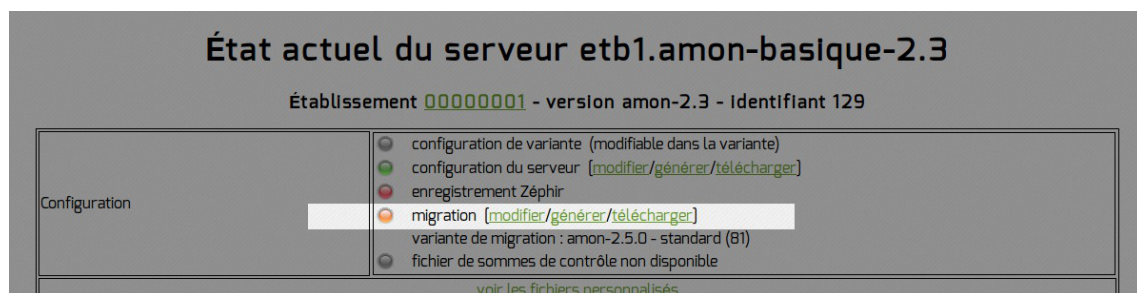 État actuel du serveur etb1.amon-basique-2.3
Établissement 00000001 - version amon-2.3 - identifiant 129
configuration de variante (modifiable dans la variante)
configuration du serveur [modifier/générer/télécharger]
enregistrement Zéphir
Configuration
migration [modifier/générer/télécharger]
variante de migration : amon-2.5.0 - standard (81)
fichier de sommes de contrôle non disponible
voir les fichiers personnalisés